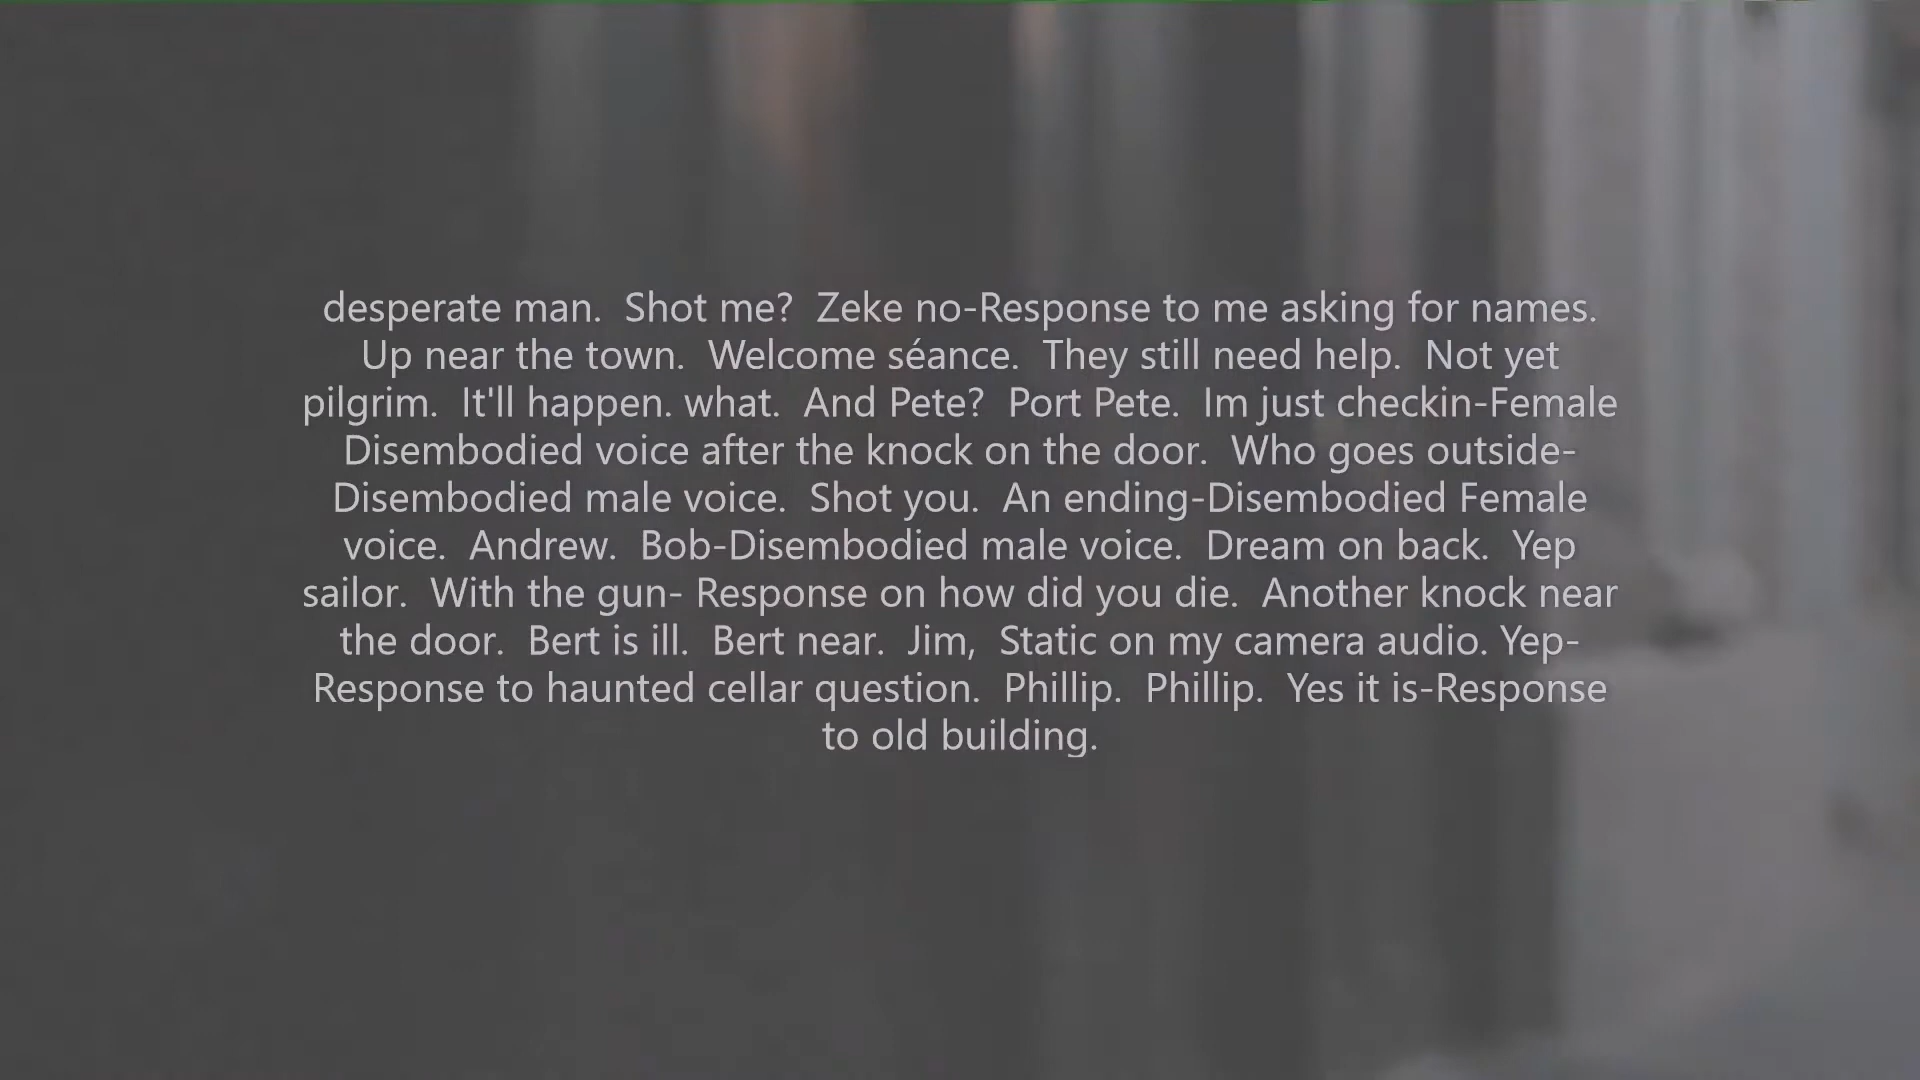 desperate man.  Shot me?  Zeke no-Response to me asking for names.
Up near the town.  Welcome séance.  They still need help.  Not yet
pilgrim.  It'll happen. what.  And Pete?  Port Pete.  Im just checkin-Female
Disembodied voice after the knock on the door.  Who goes outside-
Disembodied male voice.  Shot you.  An ending-Disembodied Female
voice.  Andrew.  Bob-Disembodied male voice.  Dream on back.  Yep
sailor.  With the gun- Response on how did you die.  Another knock near
the door.  Bert is ill.  Bert near.  Jim,  Static on my camera audio. Yep-
Response to haunted cellar question.  Phillip.  Phillip.  Yes it is-Response
to old building.